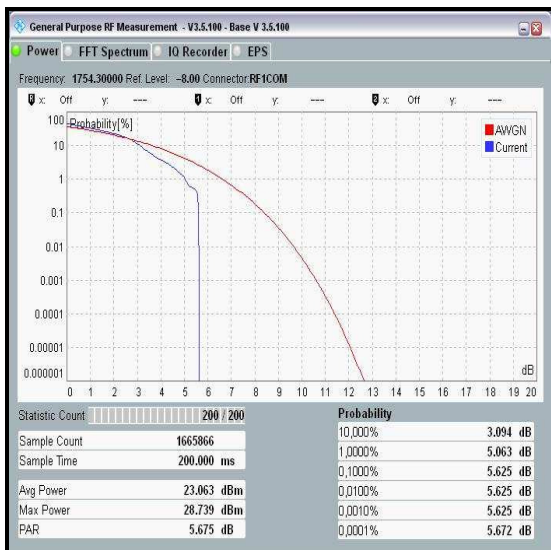 General Purpose RF Measurement - V3.5.100 - Base V 3.5.100
Power FFT Spectrum IQ Recorder EPS
Frequency: 1754.30000 Ref. Level: -8.00 Connector:RF1COM
x: Off y: --- 1 x: Off y: --- 2 x: Off y: ---
Probability[%]
AWGN
Current
100
10
1
0.1
0.01
0.001
0.0001
0.00001
0.000001
dB
0 1 2 3 4 5 6 7 8 9 10 11 12 13 14 15 16 17 18 19 20
Statistic Count 200 / 200
Sample Count 1665866
Sample Time 200.000 ms
Avg Power 23.063 dBm
Max Power 28.739 dBm
PAR 5.675 dB
Probability
10,000% 3.094 dB
1,0000% 5.063 dB
0,1000% 5.625 dB
0,0100% 5.625 dB
0,0010% 5.625 dB
0,0001% 5.672 dB